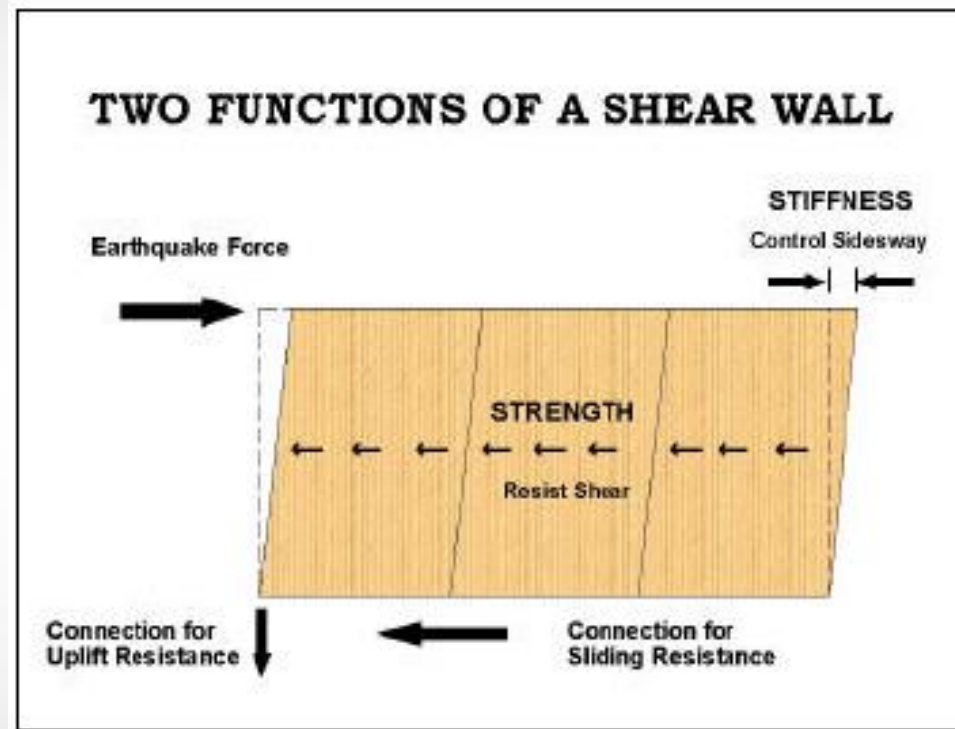 TWO FUNCTIONS OF A SHEAR WALL
STIFFNESS
Control Sidesway
Earthquake Force
STRENGTH
Resist Shear
Connection for
Uplift Resistance
Connection for
Sliding Resistance